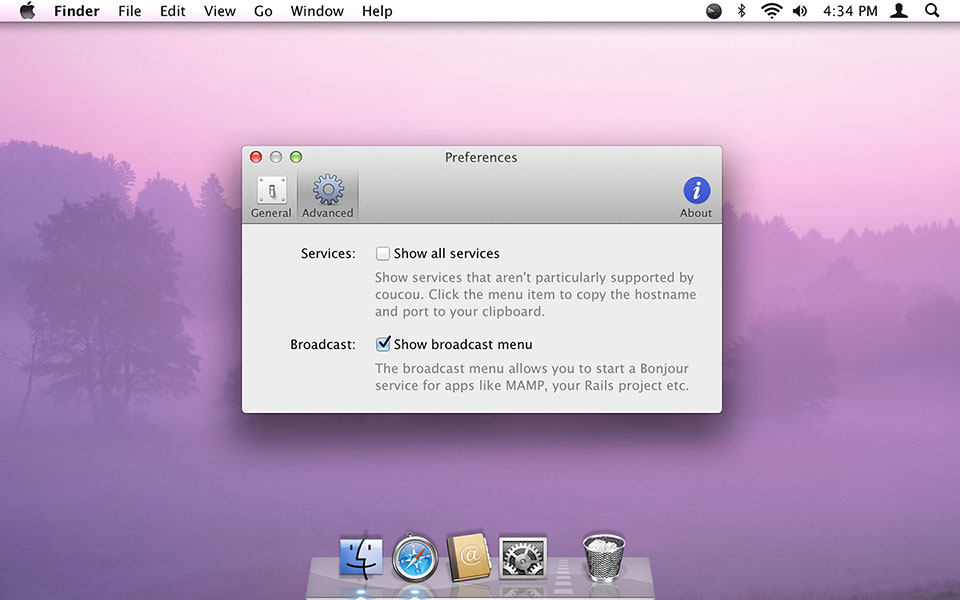 Finder File Edit View Go Window Help 4:34 PM
Preferences
General Advanced About
Services: Show all services
Show services that aren't particularly supported by
coucou. Click the menu item to copy the hostname
and port to your clipboard.
Broadcast: Show broadcast menu
The broadcast menu allows you to start a Bonjour
service for apps like MAMP, your Rails project etc.
@